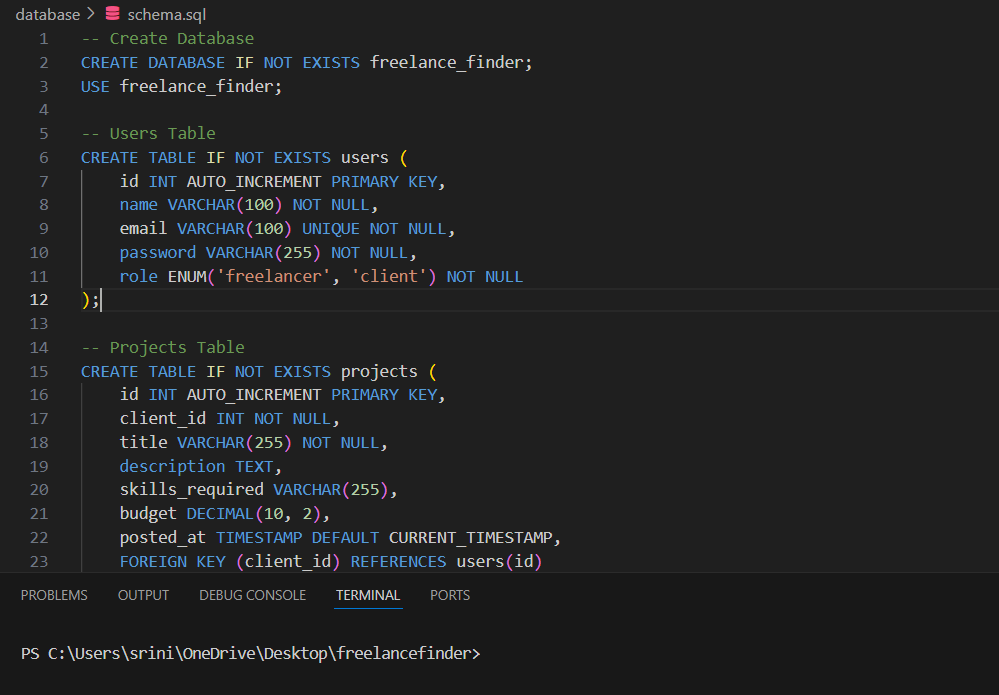 database > schema.sql
1 -- Create Database
2 CREATE DATABASE IF NOT EXISTS freelance_finder;
3 USE freelance_finder;
4
5 -- Users Table
6 CREATE TABLE IF NOT EXISTS users (
7     id INT AUTO_INCREMENT PRIMARY KEY,
8     name VARCHAR(100) NOT NULL,
9     email VARCHAR(100) UNIQUE NOT NULL,
10     password VARCHAR(255) NOT NULL,
11     role ENUM('freelancer', 'client') NOT NULL
12 );
13
14 -- Projects Table
15 CREATE TABLE IF NOT EXISTS projects (
16     id INT AUTO_INCREMENT PRIMARY KEY,
17     client_id INT NOT NULL,
18     title VARCHAR(255) NOT NULL,
19     description TEXT,
20     skills_required VARCHAR(255),
21     budget DECIMAL(10, 2),
22     posted_at TIMESTAMP DEFAULT CURRENT_TIMESTAMP,
23     FOREIGN KEY (client_id) REFERENCES users(id)
PROBLEMS OUTPUT DEBUG CONSOLE TERMINAL PORTS
PS C:\Users\srini\OneDrive\Desktop\freelancefinder>